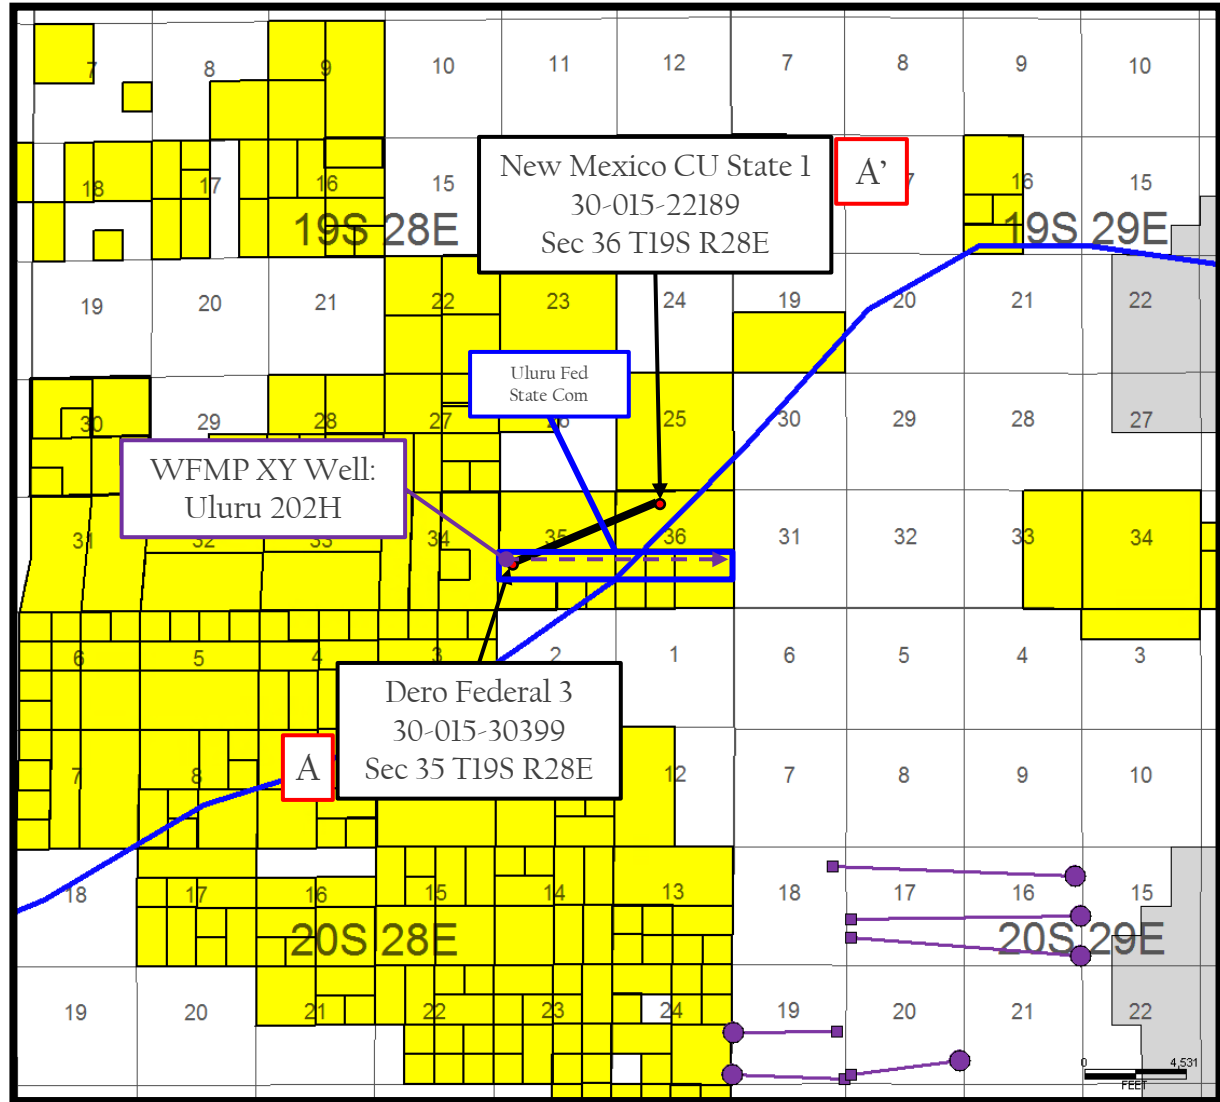 7 8 9 10 11 12 7 8 9 10
New Mexico CU State 1
30-015-22189
Sec 36 T19S R28E
A'
18 17 16 15 7 16 15
19S 28E 19S 29E
19 20 21 22 23 24 19 20 21 22
Uluru Fed
State Com
30 29 28 27 26 25 30 29 28 27
WFMP XY Well:
Uluru 202H
31 32 33 34 35 36 31 32 33 34
6 5 4 3 2 1 6 5 4 3
Dero Federal 3
30-015-30399
Sec 35 T19S R28E
A
7 8 12 7 8 9 10
18 17 16 15 14 13 18 17 16 15
20S 28E 20S 29E
19 20 21 22 23 24 19 20 21 22
0 4,531
FEET